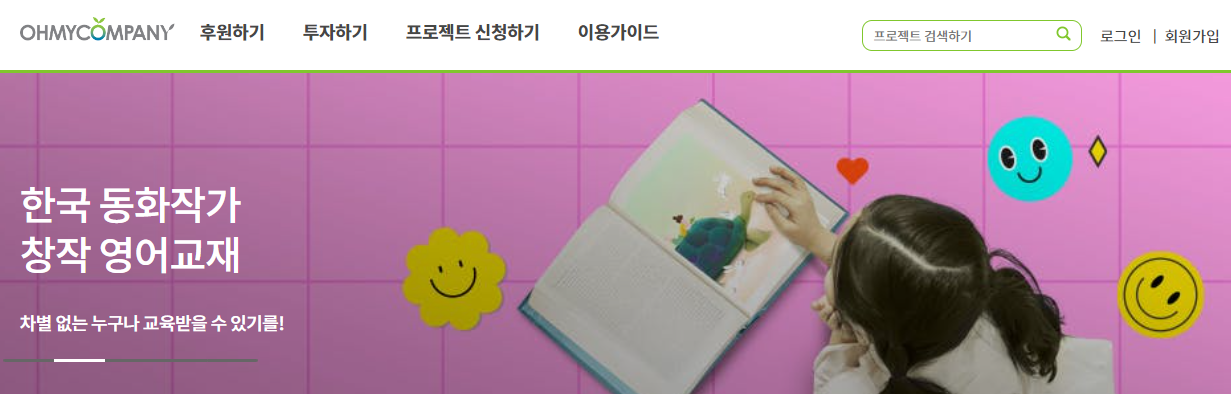 OHMYCOMPANY
후원하기
투자하기
프로젝트 신청하기
이용가이드
프로젝트 검색하기
로그인 | 회원가입
한국 동화작가
창작 영어교재
차별 없는 누구나 교육받을 수 있기를!